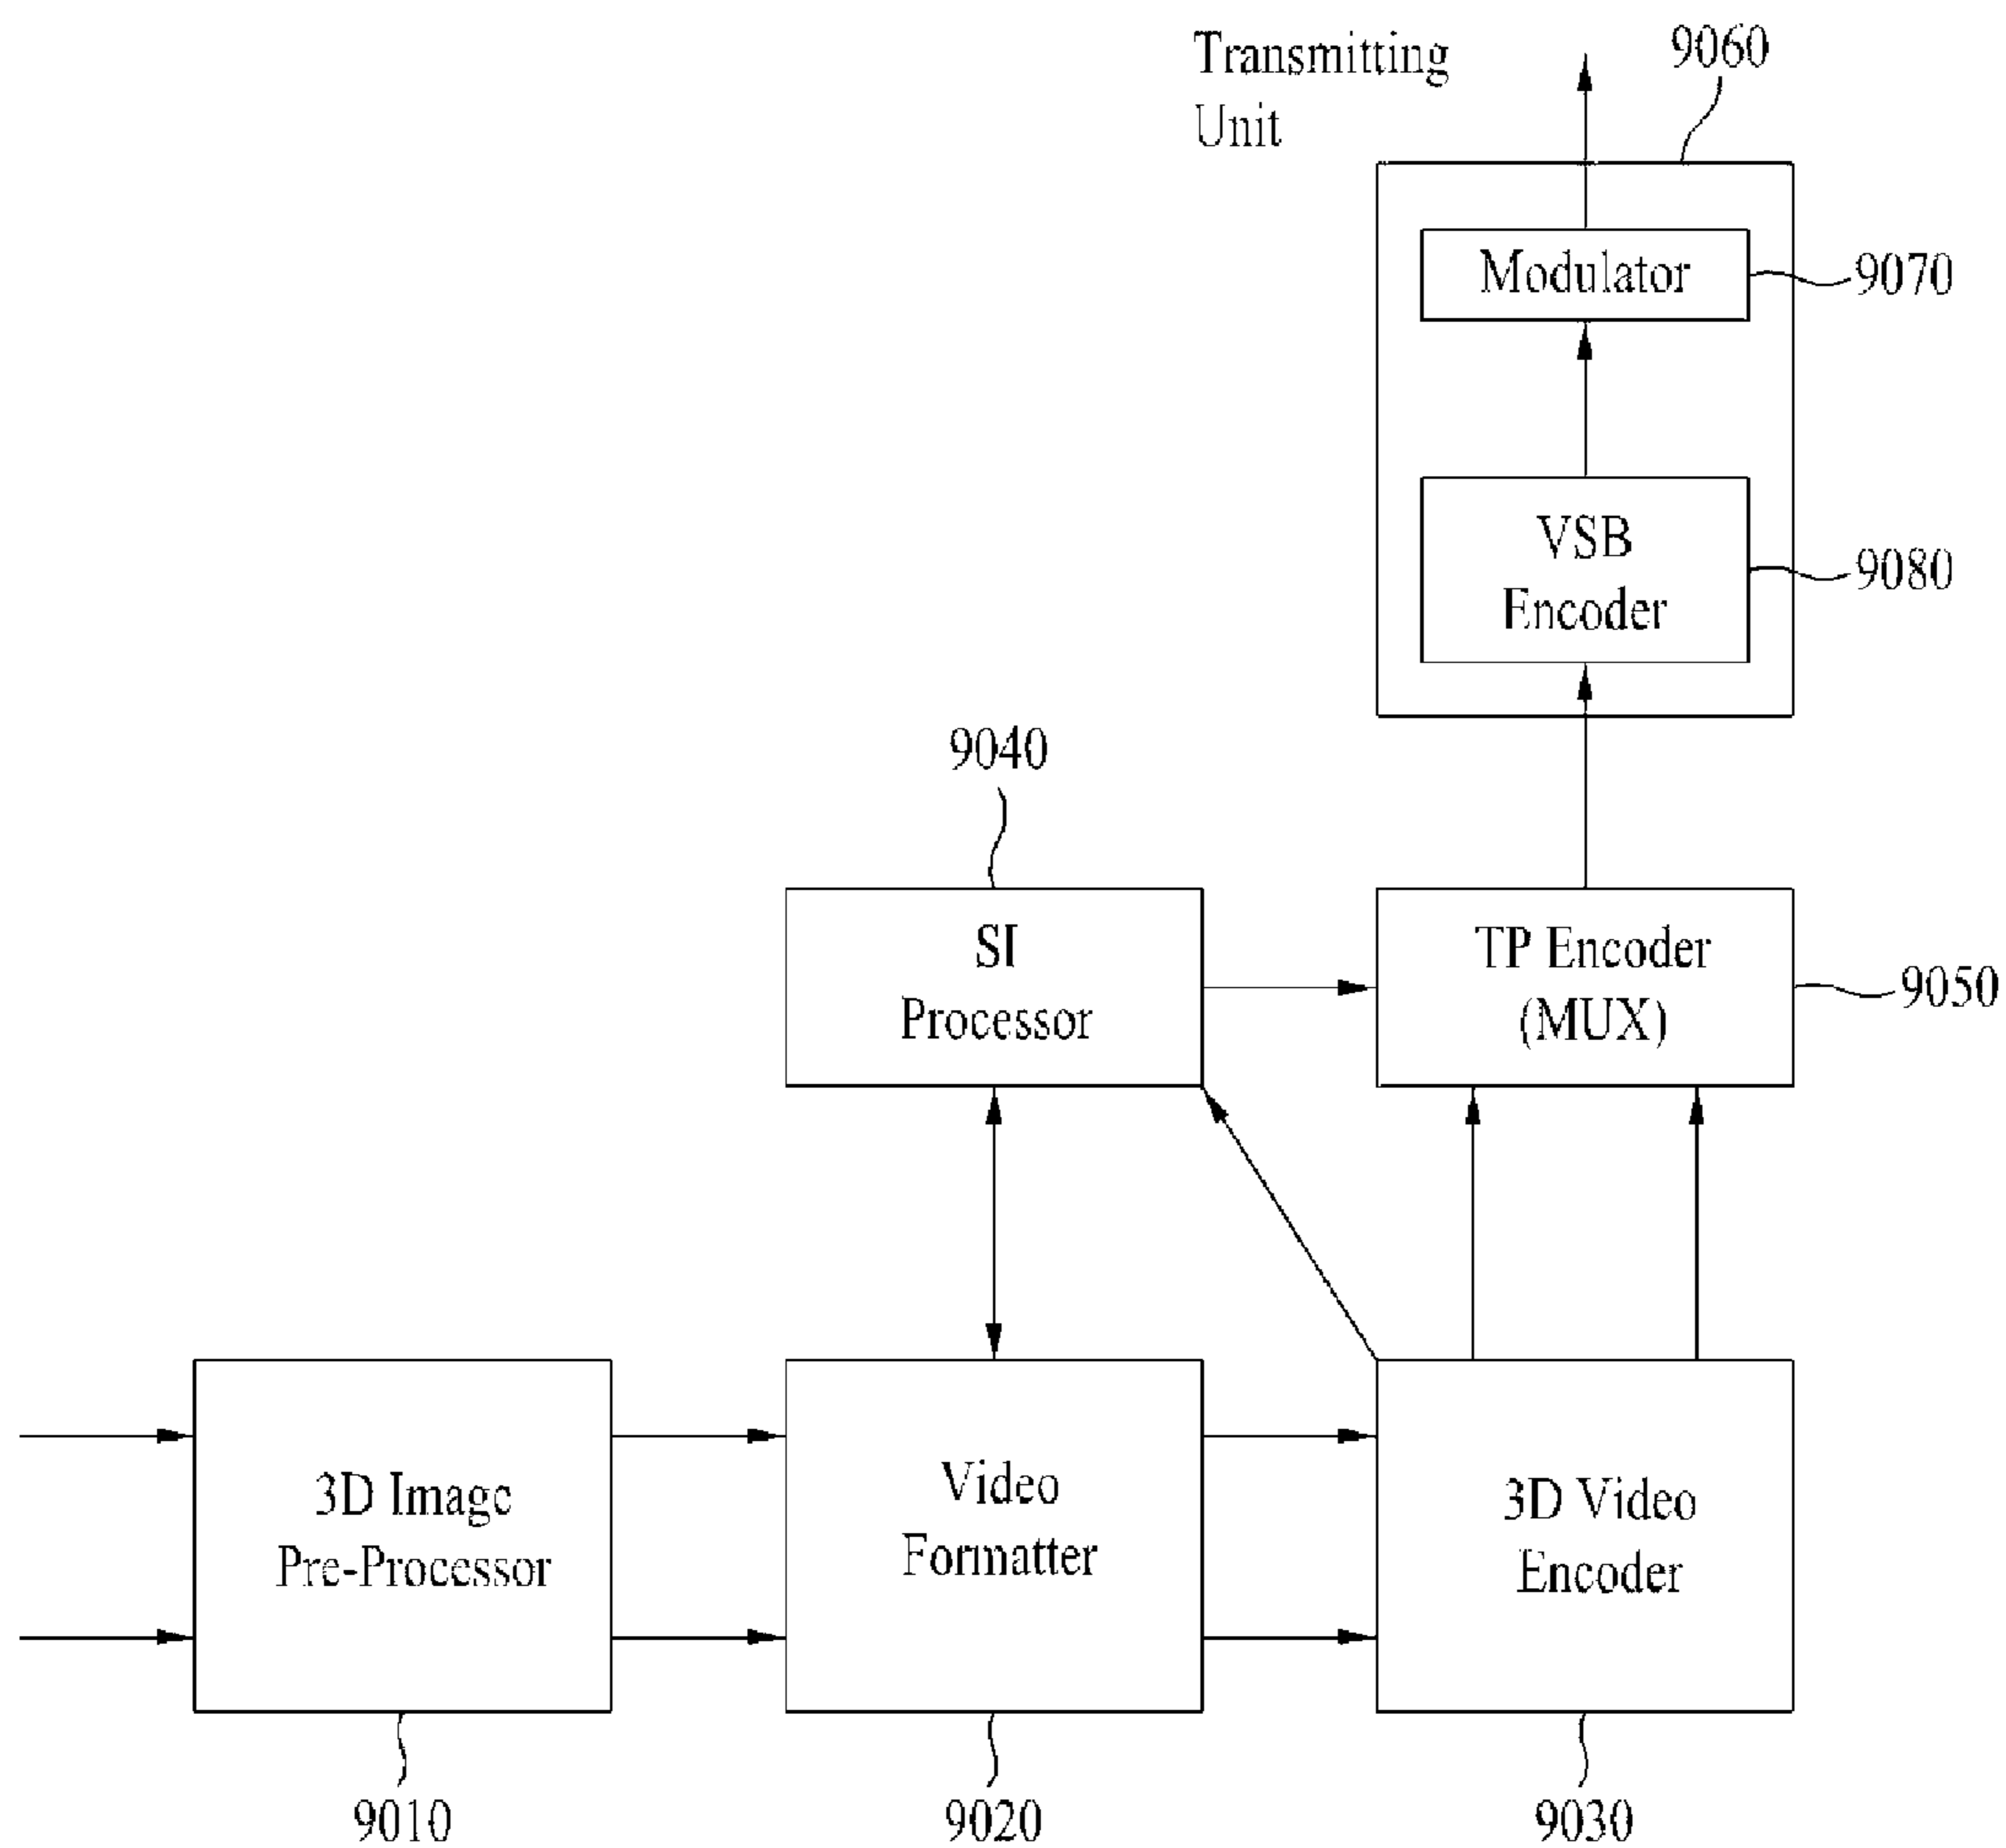 Transmitting
Unit
9060
Modulator
9070
VSB
Encoder
9080
9040
SI
Processor
TP Encoder
(MUX)
9050
3D Image
Pre-Processor
Video
Formatter
3D Video
Encoder
9010
9020
9030